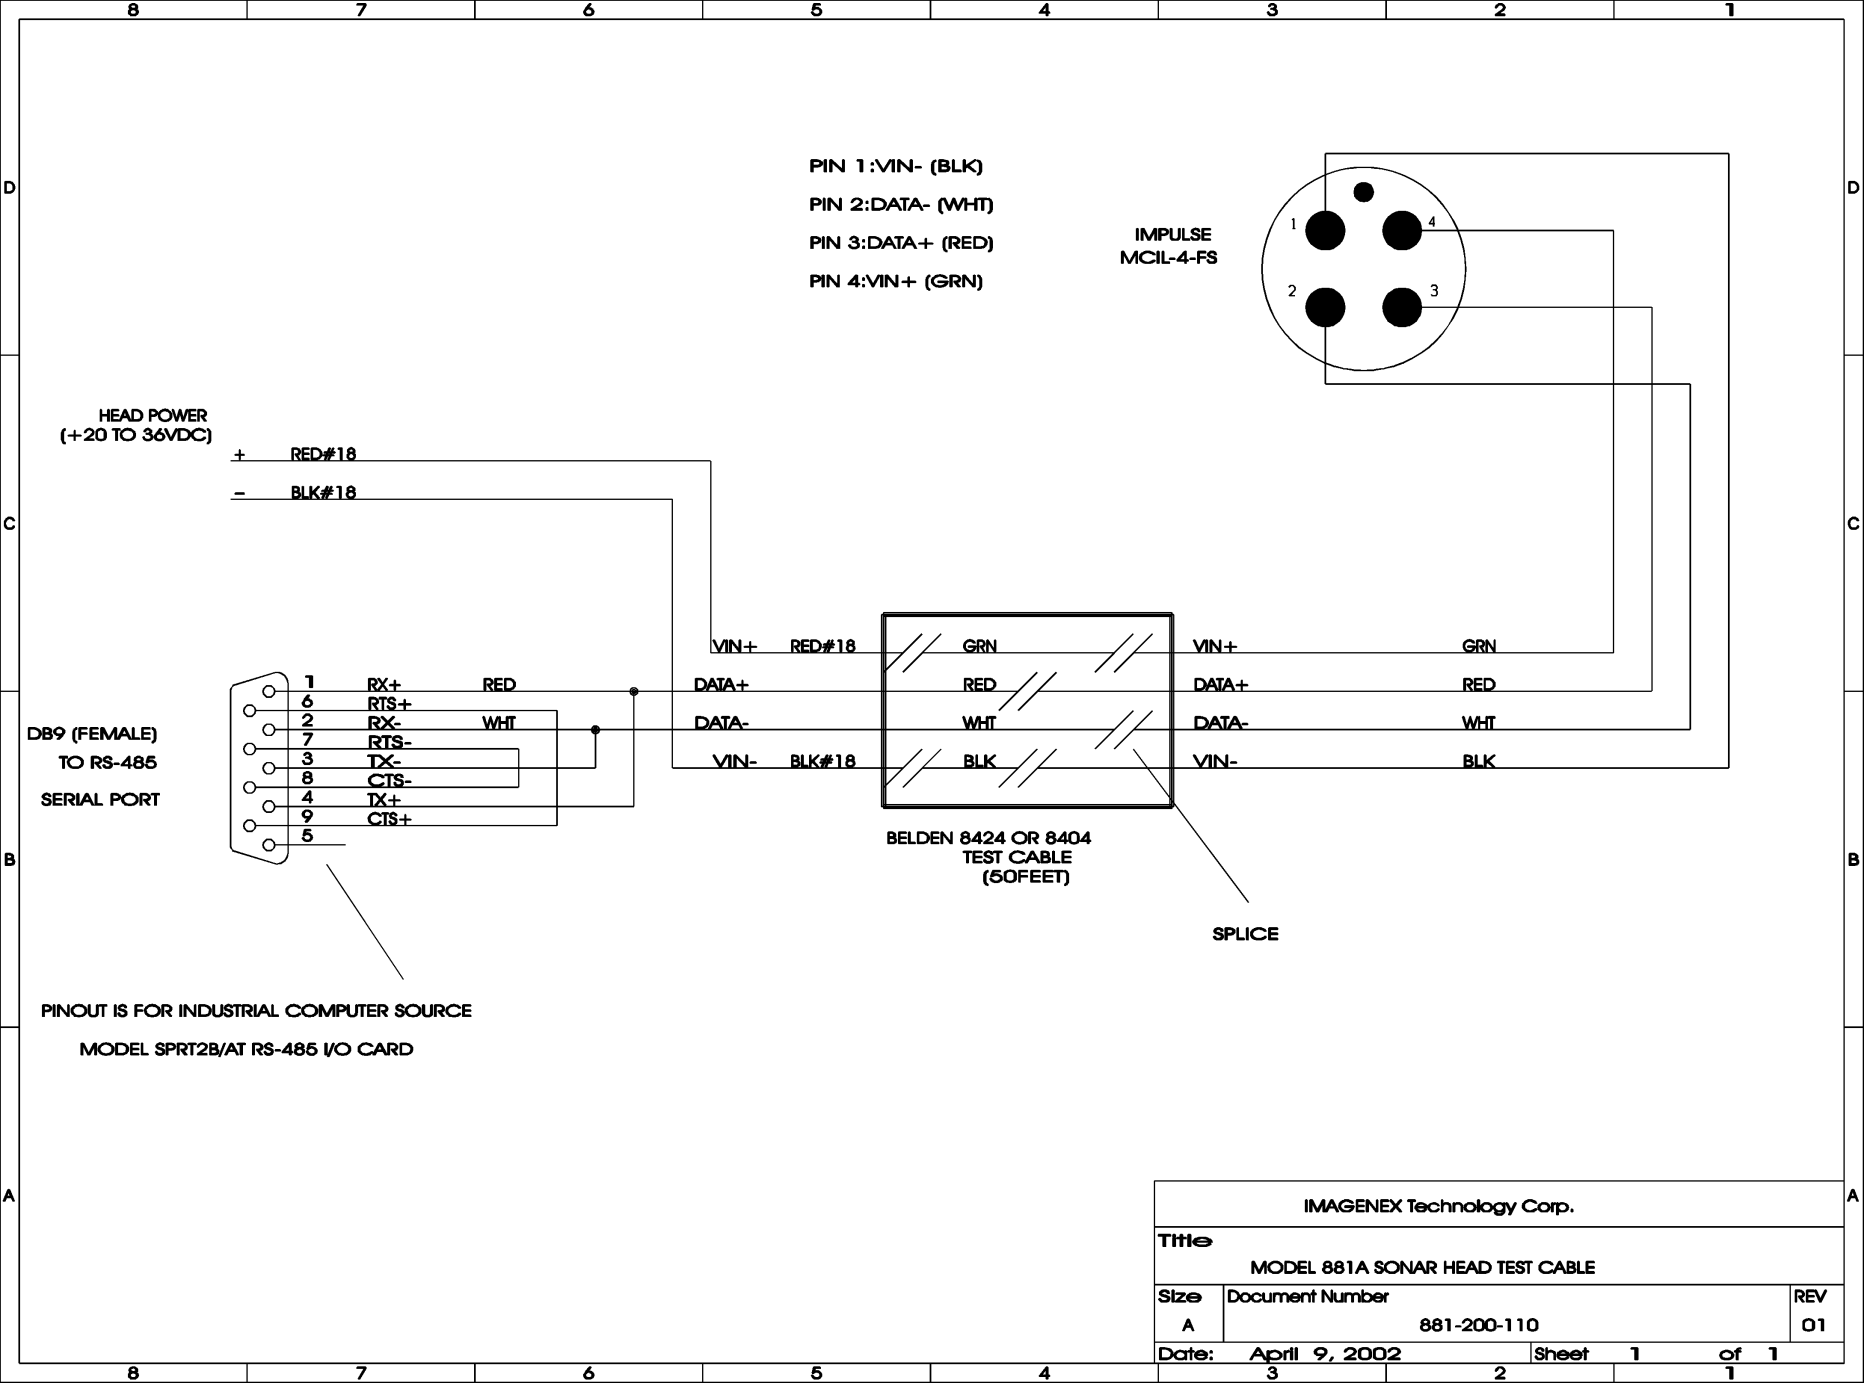 8 7 6 5 4 3 2 1
D D
PIN 1:VIN- (BLK)
PIN 2:DATA- (WHT)
PIN 3:DATA+ (RED)
PIN 4:VIN+ (GRN)
IMPULSE
MCIL-4-FS
1 4
2 3
HEAD POWER
(+20 TO 36VDC)
+ RED#18
- BLK#18
C C
VIN+ RED#18 GRN VIN+ GRN
1 RX+ RED DATA+ RED DATA+ RED
6 RTS+
2 RX- WHT DATA- WHT DATA- WHT
7 RTS-
3 TX- VIN- BLK#18 BLK VIN- BLK
8 CTS-
4 TX+
9 CTS+
5
DB9 (FEMALE)
TO RS-485
SERIAL PORT
BELDEN 8424 OR 8404
TEST CABLE
(50FEET)
B B
SPLICE
PINOUT IS FOR INDUSTRIAL COMPUTER SOURCE
MODEL SPRT2B/AT RS-485 I/O CARD
A A
IMAGENEX Technology Corp.
Title
MODEL 881A SONAR HEAD TEST CABLE
Size Document Number REV
A 881-200-110 01
Date: April 9, 2002 Sheet 1 of 1
8 7 6 5 4 3 2 1